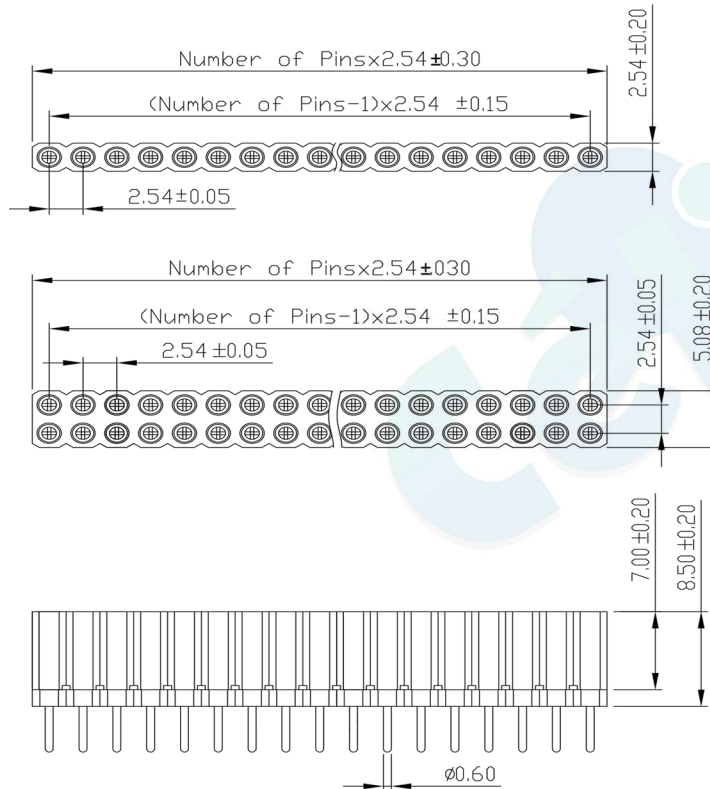 Number of Pinsx2.54±0.30
2.54±0.20
(Number of Pins-1)x2.54 ±0.15
2.54±0.05
Number of Pinsx2.54±030
(Number of Pins-1)x2.54 ±0.15
2.54±0.05
2.54±0.05
5.08±0.20
7.00±0.20
8.50±0.20
ø0.60